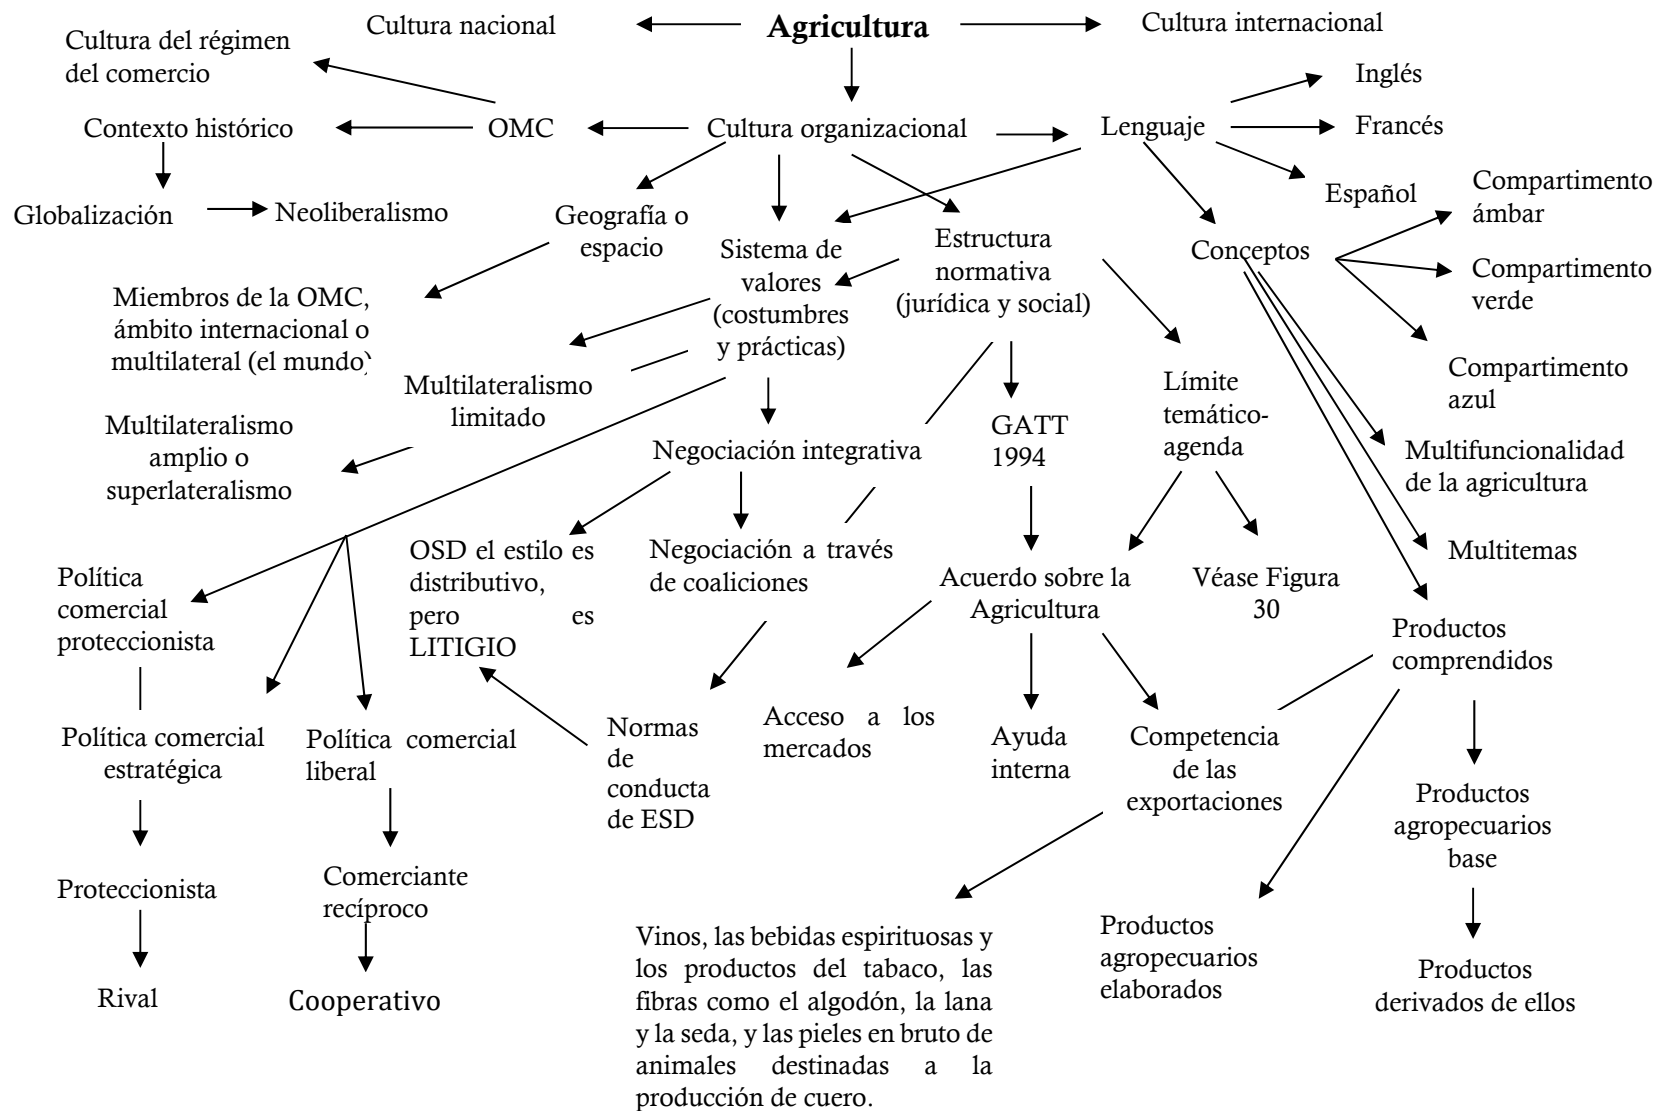 Cultura nacional
Agricultura
Cultura internacional
Cultura del régimen
del comercio
Inglés
Contexto histórico
OMC
Cultura organizacional
Lenguaje
Francés
Español
Compartimento
ámbar
Globalización
Neoliberalismo
Geografía o
espacio
Sistema de
valores
(costumbres
y prácticas)
Estructura
normativa
(jurídica y social)
Conceptos
Compartimento
verde
Miembros de la OMC,
ámbito internacional o
multilateral (el mundo)
Multilateralismo
limitado
Límite
temático-
agenda
Compartimento
azul
Multilateralismo
amplio o
superlateralismo
Negociación integrativa
GATT
1994
Multifuncionalidad
de la agricultura
OSD el estilo es
distributivo,
pero es
LITIGIO
Negociación a través
de coaliciones
Acuerdo sobre la
Agricultura
Véase Figura
30
Multitemas
Política
comercial
proteccionista
Productos
comprendidos
Política comercial
estratégica
Política comercial
liberal
Normas
de
conducta
de ESD
Acceso a los
mercados
Ayuda
interna
Competencia
de las
exportaciones
Productos
agropecuarios
base
Proteccionista
Comerciante
recíproco
Vinos, las bebidas espirituosas y
los productos del tabaco, las
fibras como el algodón, la lana
y la seda, y las pieles en bruto de
animales destinadas a la
producción de cuero.
Productos
agropecuarios
elaborados
Productos
derivados de ellos
Rival
Cooperativo